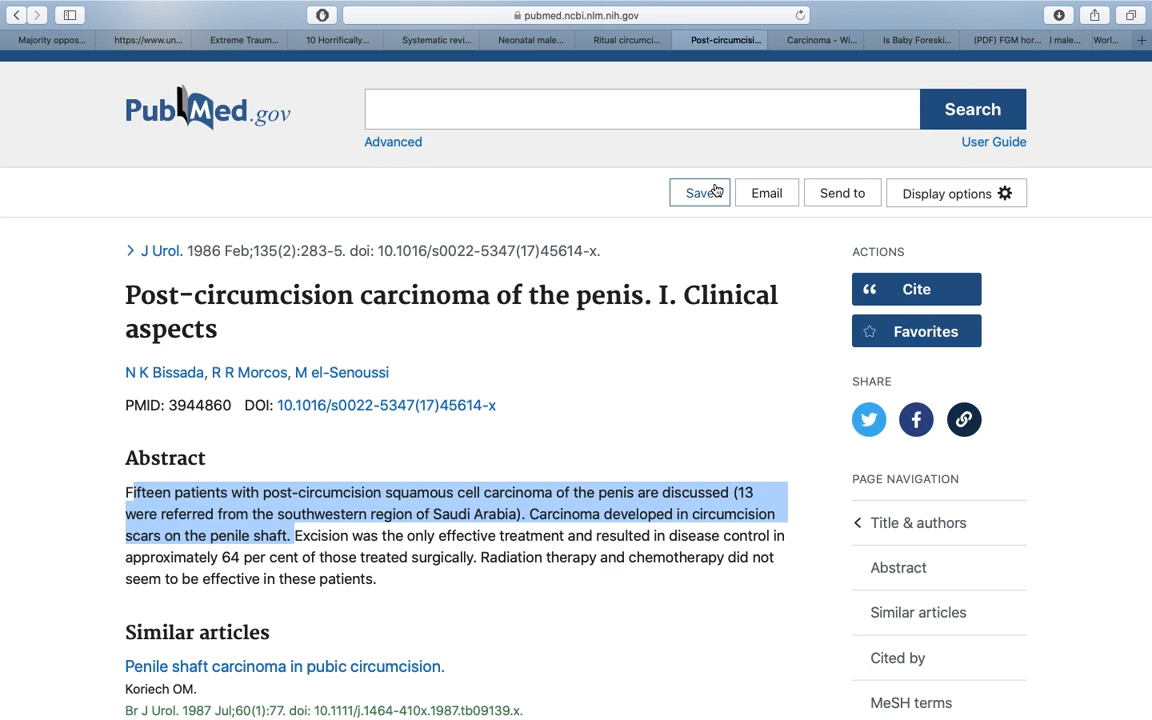 pubmed.ncbi.nlm.nih.gov
Majority oppos... https://www.un... Extreme Traum... 10 Horrifically... Systematic revi... Neonatal male... Ritual circumci... Post-circumcisi... Carcinoma - Wi... Is Baby Foreski... (PDF) FGM hor... I male... Worl...
PubMed.gov
Search
Advanced
User Guide
Save
Email
Send to
Display options
J Urol. 1986 Feb;135(2):283-5. doi: 10.1016/s0022-5347(17)45614-x.
Post-circumcision carcinoma of the penis. I. Clinical
aspects
N K Bissada, R R Morcos, M el-Senoussi
PMID: 3944860 DOI: 10.1016/s0022-5347(17)45614-x
Abstract
Fifteen patients with post-circumcision squamous cell carcinoma of the penis are discussed (13
were referred from the southwestern region of Saudi Arabia). Carcinoma developed in circumcision
scars on the penile shaft. Excision was the only effective treatment and resulted in disease control in
approximately 64 per cent of those treated surgically. Radiation therapy and chemotherapy did not
seem to be effective in these patients.
Similar articles
Penile shaft carcinoma in pubic circumcision.
Koriech OM.
Br J Urol. 1987 Jul;60(1):77. doi: 10.1111/j.1464-410x.1987.tb09139.x.
ACTIONS
Cite
Favorites
SHARE
PAGE NAVIGATION
Title & authors
Abstract
Similar articles
Cited by
MeSH terms